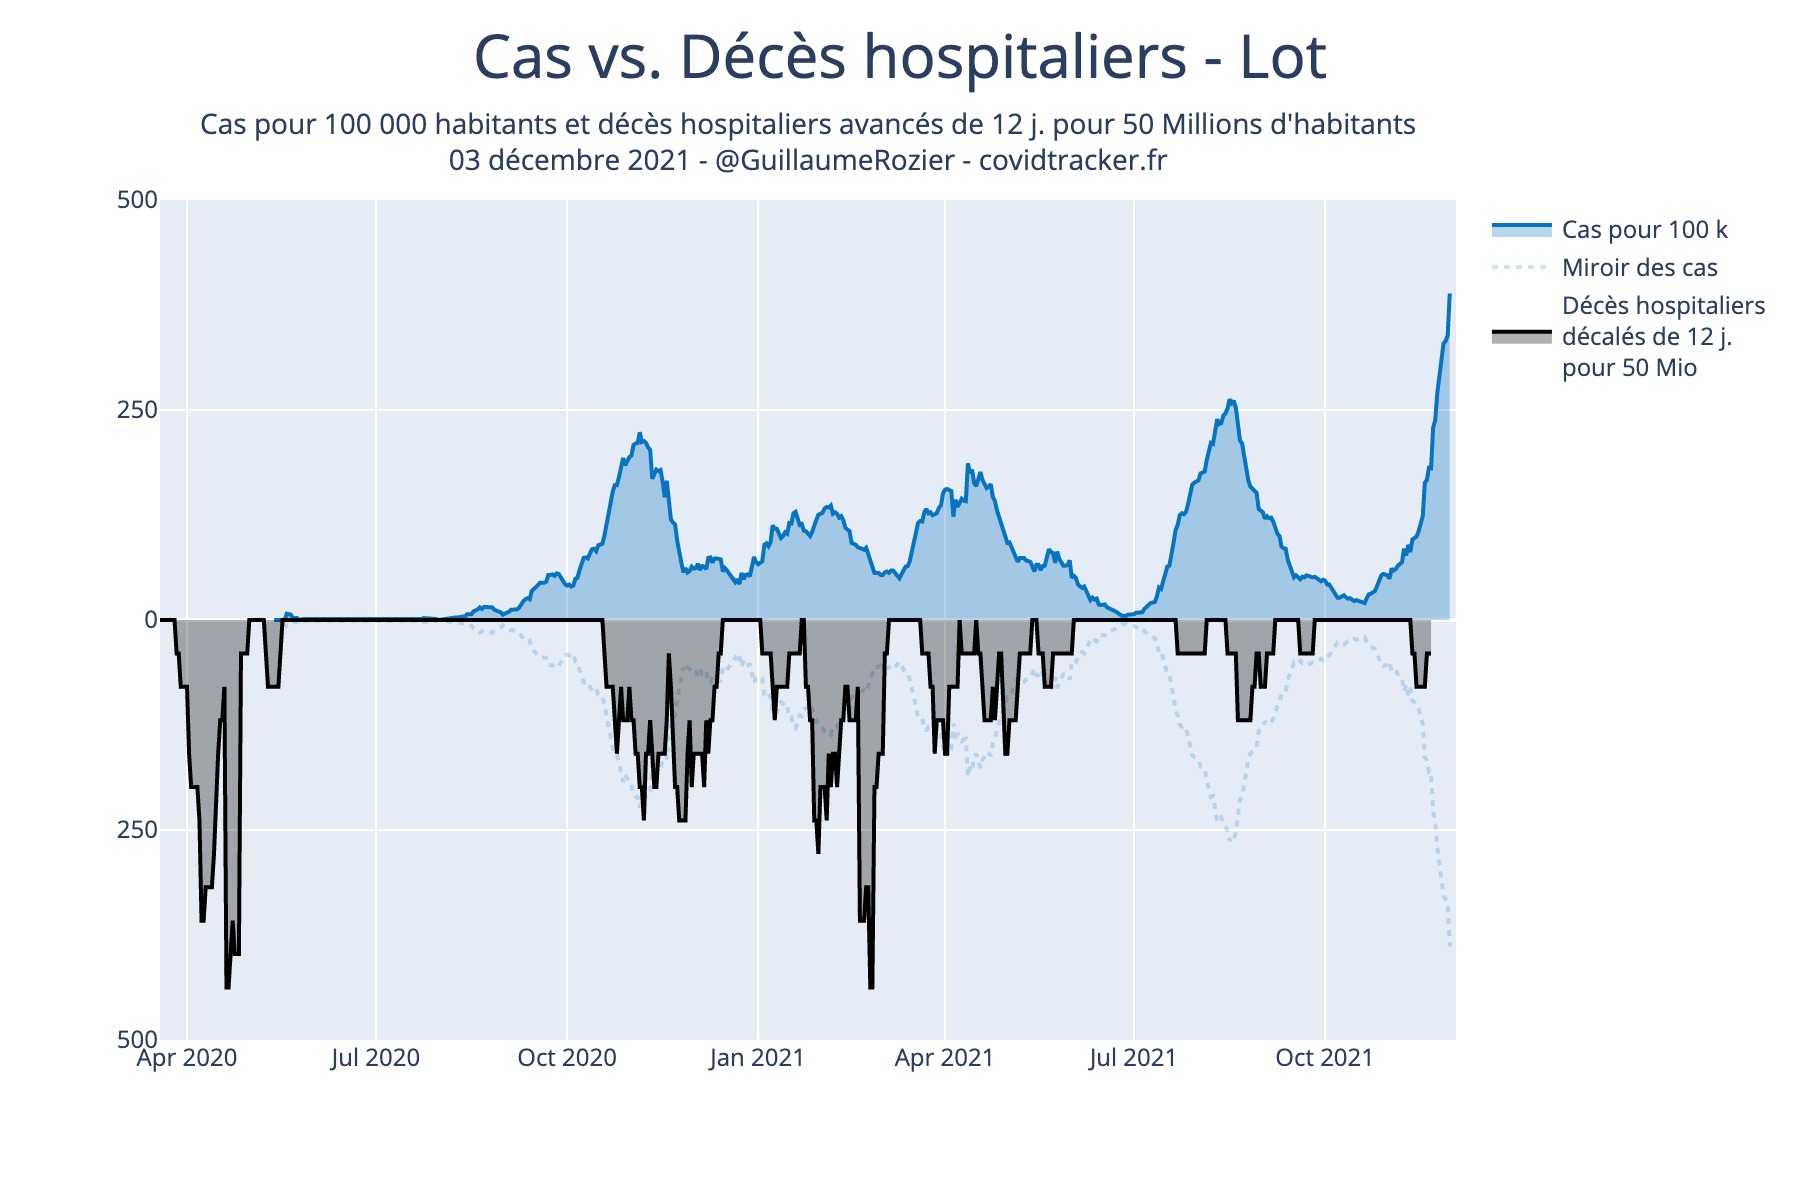 Cas vs. Décès hospitaliers - Lot
Cas pour 100 000 habitants et décès hospitaliers avancés de 12 j. pour 50 Millions d'habitants
03 décembre 2021 - @GuillaumeRozier - covidtracker.fr
500
250
0
250
500
Apr 2020
Jul 2020
Oct 2020
Jan 2021
Apr 2021
Jul 2021
Oct 2021
Cas pour 100 k
Miroir des cas
Décès hospitaliers
décalés de 12 j.
pour 50 Mio